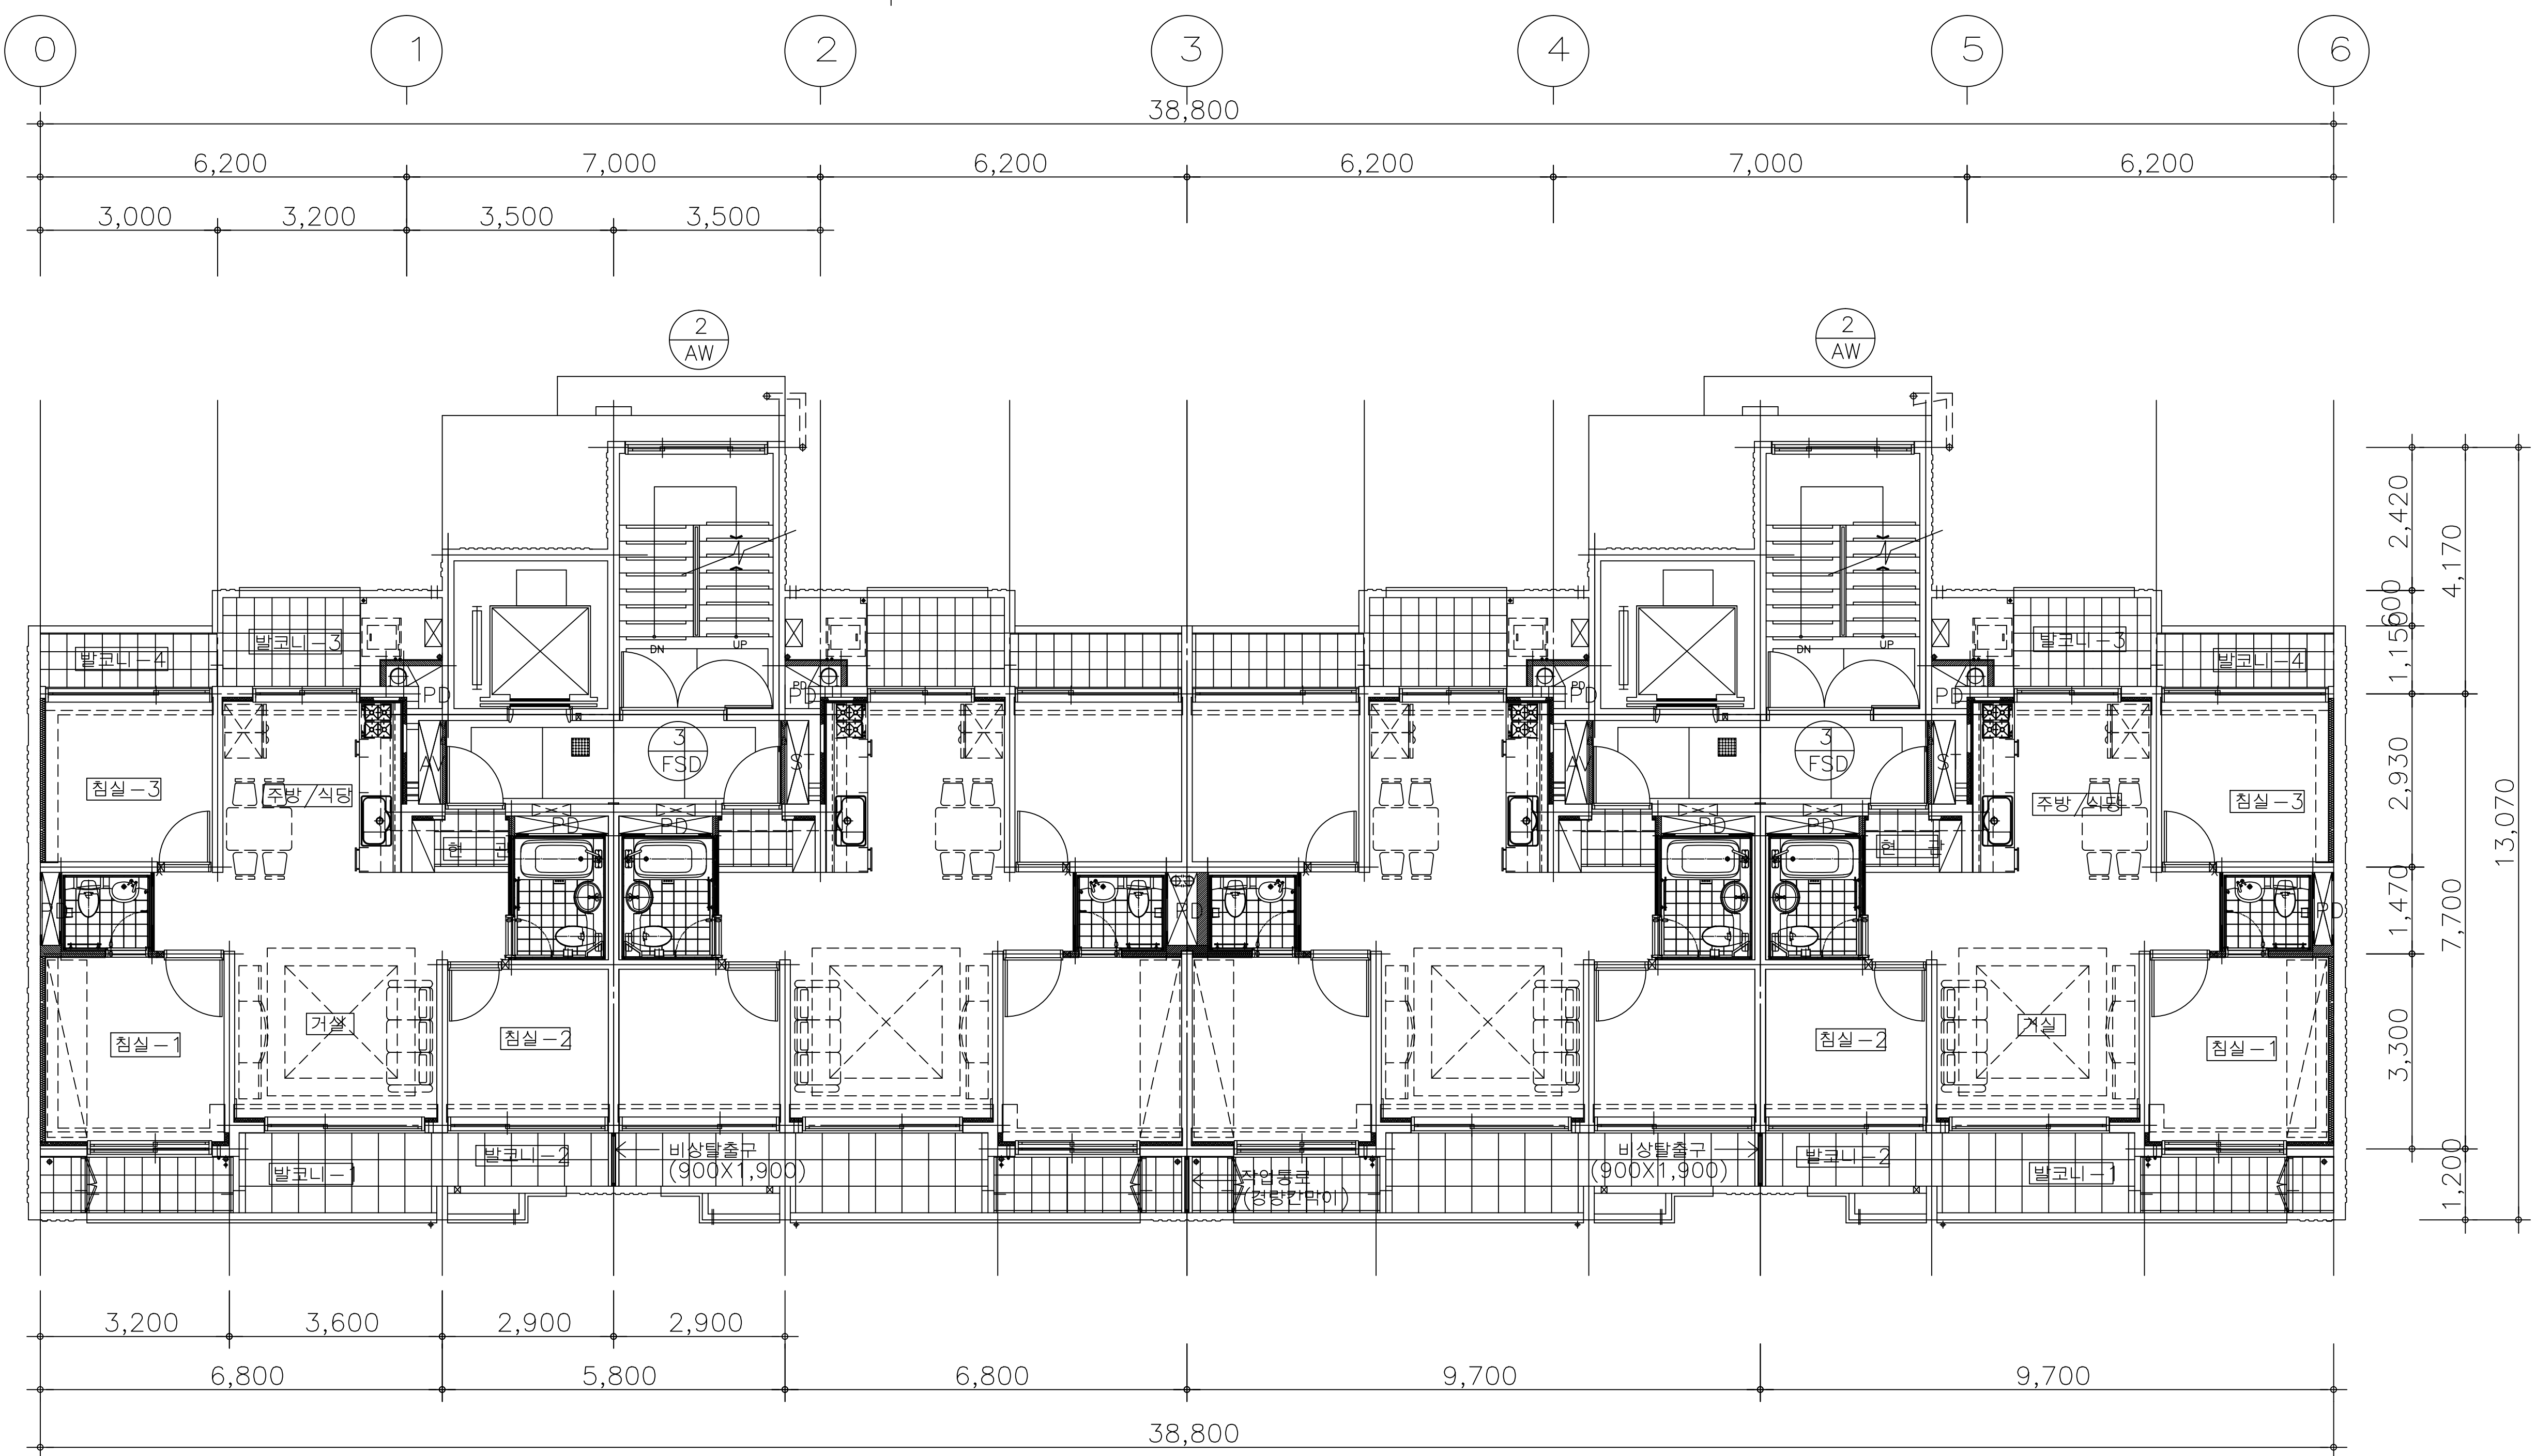 0 1 2 3 4 5 6
38,800
6,200 7,000 6,200 6,200 7,000 6,200
3,000 3,200 3,500 3,500
2 2
AW AW
2,420
4,170
600
1,150
2,930
1,470
3,300
7,700
13,070
1,200
DN UP DN UP
발코니-3 발코니-3
발코니-4 발코니-4
PD PD PD PD PD PD
3 3
FSD FSD
AV ST AV ST
침실-3 주방/식당 주방/식당 침실-3
PD PD PD PD
현 관 현 관
PD PD PD
거실 거실
침실-1 침실-2 침실-2 침실-1
비상탈출구 비상탈출구
(900X1,900) (900X1,900)
발코니-1 발코니-2 발코니-2 발코니-1
작업통로
(경량칸막이)
3,200 3,600 2,900 2,900
6,800 5,800 6,800 9,700 9,700
38,800